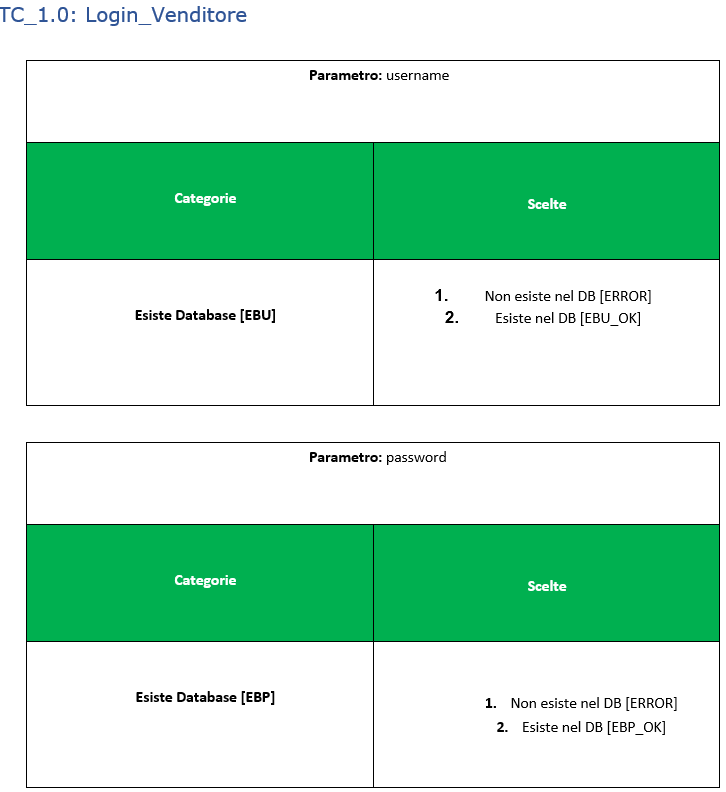 TC_1.0: Login_Venditore
Parametro: username
Categorie
Scelte
Esiste Database [EBU]
1. Non esiste nel DB [ERROR]
2. Esiste nel DB [EBU_OK]
Parametro: password
Categorie
Scelte
Esiste Database [EBP]
1. Non esiste nel DB [ERROR]
2. Esiste nel DB [EBP_OK]